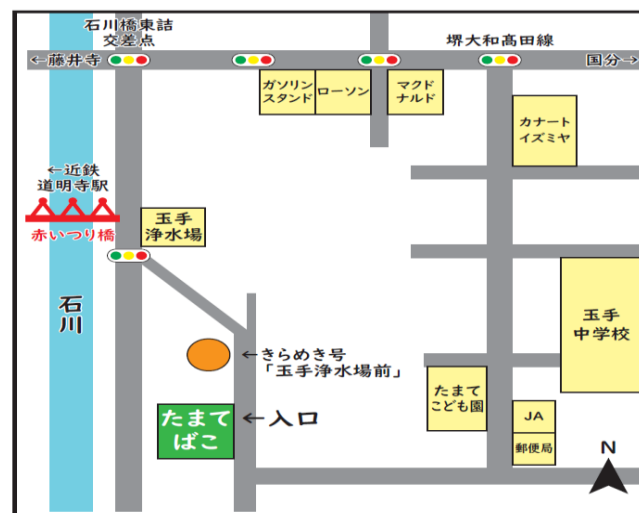 石川橋東詰
交差点
堺大和髙田線
←藤井寺
国分→
ガソリン
スタンド
ローソン
マクド
ナルド
カナート
イズミヤ
←近鉄
道明寺駅
赤いつり橋
玉手
浄水場
石川
玉手
中学校
←きらめき号
「玉手浄水場前」
たまて
こども園
たまて
ばこ
←入口
JA
郵便局
N